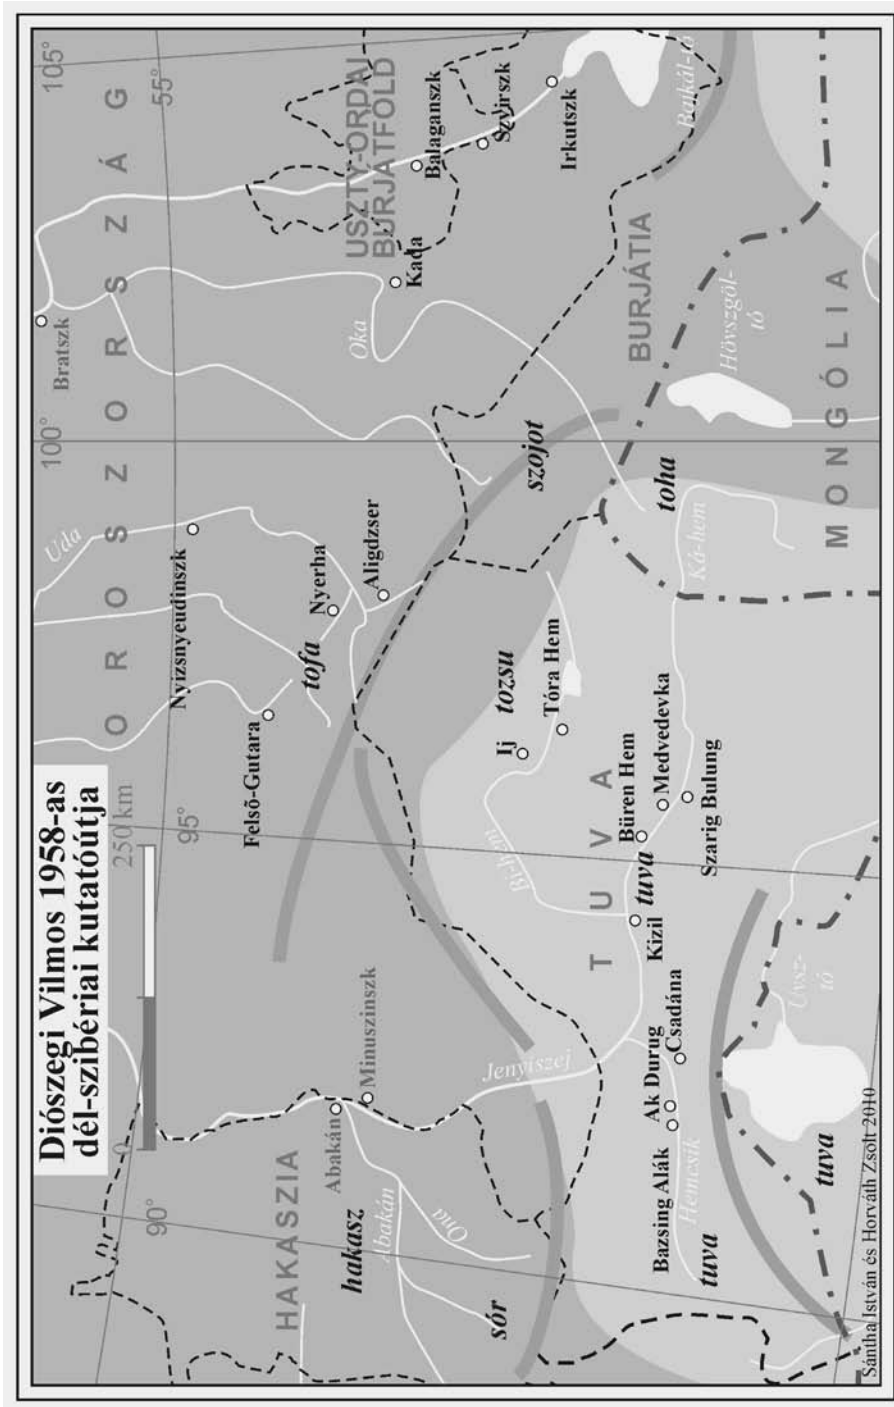 Diószegi Vilmos 1958-as
dél-szibériai kutatóútja
0
250 km
90°
95°
100°
105°
55°
OROSZORSZÁG
HAKASZIA
TUVA
BURJÁTIA
MONGÓLIA
USZTY-ORDAI
BURJÁTFÖLD
hakasz
sór
tofa
tozsu
szojot
toha
tuva
tuva
tuva
Abakán
Minuszinszk
Felső-Gutara
Nyizsnyeudinszk
Nyerha
Aligdzser
Bratszk
Kada
Balaganszk
Szvirszk
Irkutszk
Ij
Tóra Hem
Büren Hem
Medvedevka
Szarig Bulung
Kizil
Csadána
Ak Durug
Bazsing Alák
Abakán
Ona
Jenyiszej
Hemcsik
Bi-hem
Ká-hem
Uda
Oka
Bajkál-tó
Hövszgöl-
tó
Uvsz-
tó
Sántha István és Horváth Zsolt 2010